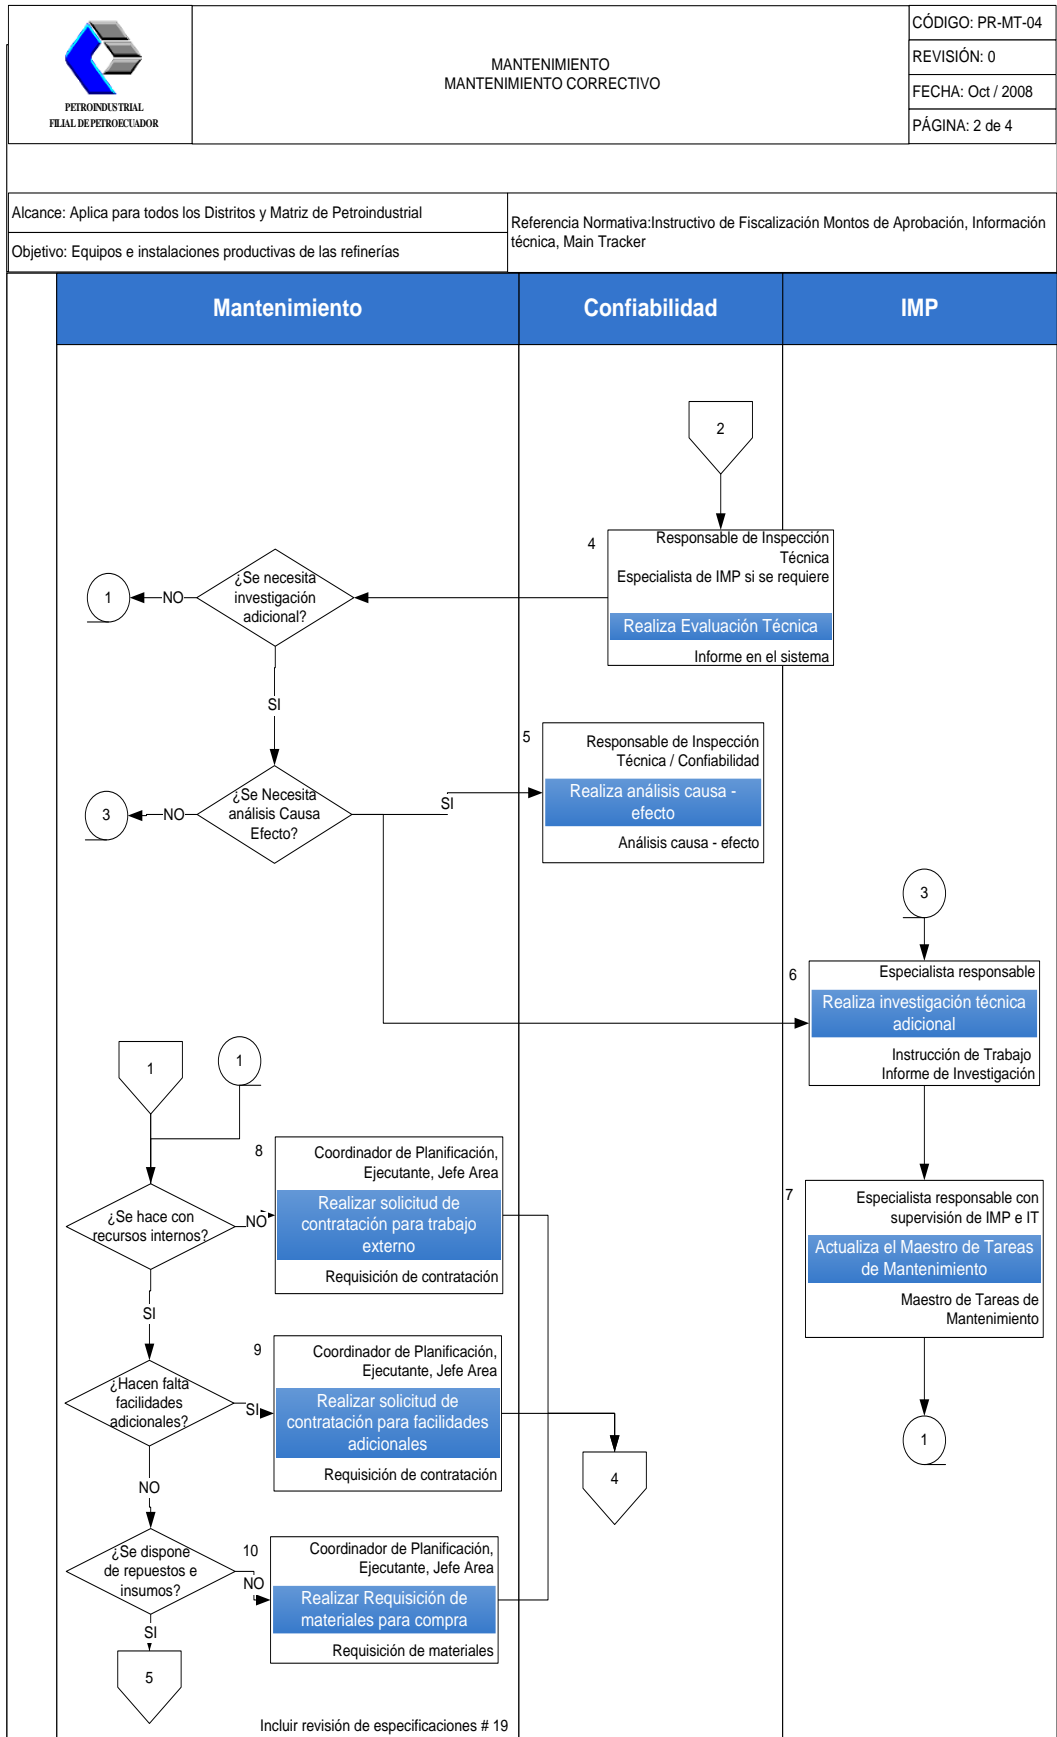 PETROINDUSTRIAL
FILIAL DE PETROECUADOR
MANTENIMIENTO
MANTENIMIENTO CORRECTIVO
CÓDIGO: PR-MT-04
REVISIÓN: 0
FECHA: Oct / 2008
PÁGINA: 2 de 4
Alcance: Aplica para todos los Distritos y Matriz de Petroindustrial
Objetivo: Equipos e instalaciones productivas de las refinerías
Referencia Normativa:Instructivo de Fiscalización Montos de Aprobación, Información
técnica, Main Tracker
Mantenimiento
Confiabilidad
IMP
2
4
Responsable de Inspección
Técnica
Especialista de IMP si se requiere
Realiza Evaluación Técnica
Informe en el sistema
¿Se necesita
investigación
adicional?
NO
1
SI
5
Responsable de Inspección
Técnica / Confiabilidad
Realiza análisis causa -
efecto
Análisis causa - efecto
¿Se Necesita
análisis Causa
Efecto?
SI
NO
3
3
6
Especialista responsable
Realiza investigación técnica
adicional
Instrucción de Trabajo
Informe de Investigación
1
1
8
Coordinador de Planificación,
Ejecutante, Jefe Area
Realizar solicitud de
contratación para trabajo
externo
Requisición de contratación
¿Se hace con
recursos internos?
NO
SI
7
Especialista responsable con
supervisión de IMP e IT
Actualiza el Maestro de Tareas
de Mantenimiento
Maestro de Tareas de
Mantenimiento
1
9
Coordinador de Planificación,
Ejecutante, Jefe Area
Realizar solicitud de
contratación para facilidades
adicionales
Requisición de contratación
¿Hacen falta
facilidades
adicionales?
SI
NO
4
10
Coordinador de Planificación,
Ejecutante, Jefe Area
Realizar Requisición de
materiales para compra
Requisición de materiales
¿Se dispone
de repuestos e
insumos?
NO
SI
5
Incluir revisión de especificaciones # 19